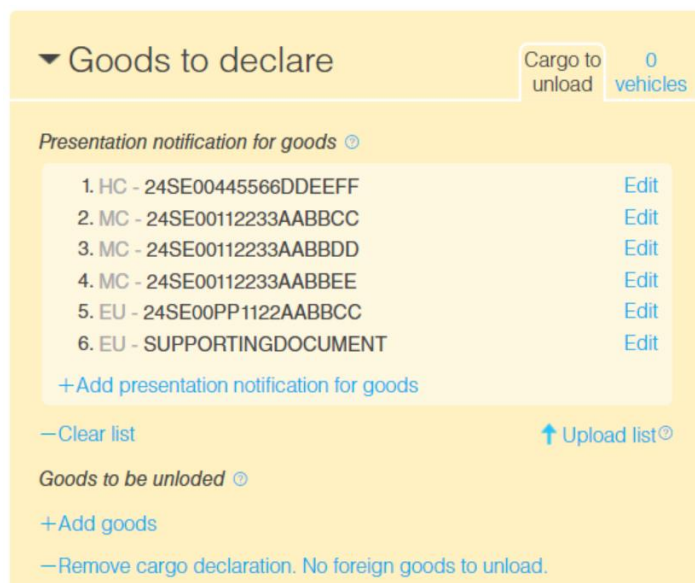 Goods to declare
Cargo to unload
0 vehicles
Presentation notification for goods
1. HC - 24SE00445566DDEEFF Edit
2. MC - 24SE00112233AABBCC Edit
3. MC - 24SE00112233AABBDD Edit
4. MC - 24SE00112233AABBEE Edit
5. EU - 24SE00PP1122AABBCC Edit
6. EU - SUPPORTINGDOCUMENT Edit
+Add presentation notification for goods
−Clear list
Upload list
Goods to be unloded
+Add goods
−Remove cargo declaration. No foreign goods to unload.